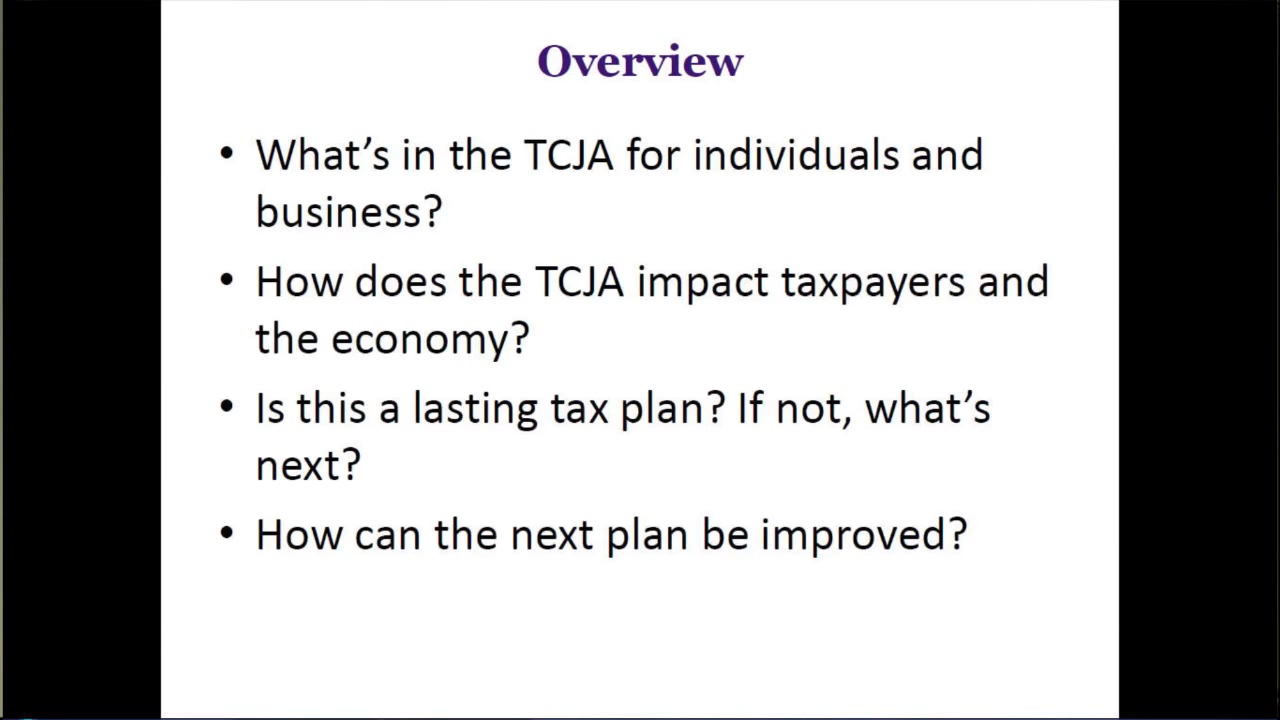 Overview
• What’s in the TCJA for individuals and
business?
• How does the TCJA impact taxpayers and
the economy?
• Is this a lasting tax plan? If not, what’s
next?
• How can the next plan be improved?